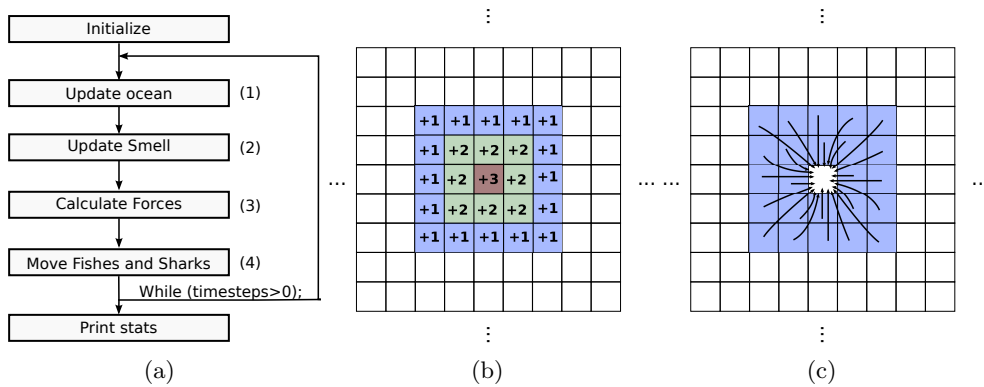 Initialize
Update ocean (1)
Update Smell (2)
Calculate Forces (3)
Move Fishes and Sharks (4)
While (timesteps>0);
Print stats
(a)
...
+1 +1 +1 +1 +1
+1 +2 +2 +2 +1
... +1 +2 +3 +2 +1 ...
+1 +2 +2 +2 +1
+1 +1 +1 +1 +1
...
(b)
...
... ..
...
(c)